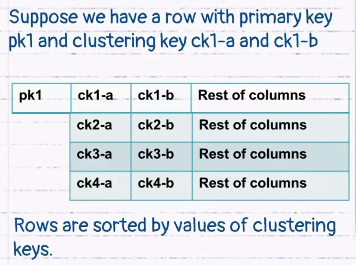 Suppose we have a row with primary key
pk1 and clustering key ck1-a and ck1-b
pk1 ck1-a ck1-b Rest of columns
ck2-a ck2-b Rest of columns
ck3-a ck3-b Rest of columns
ck4-a ck4-b Rest of columns
Rows are sorted by values of clustering
keys.